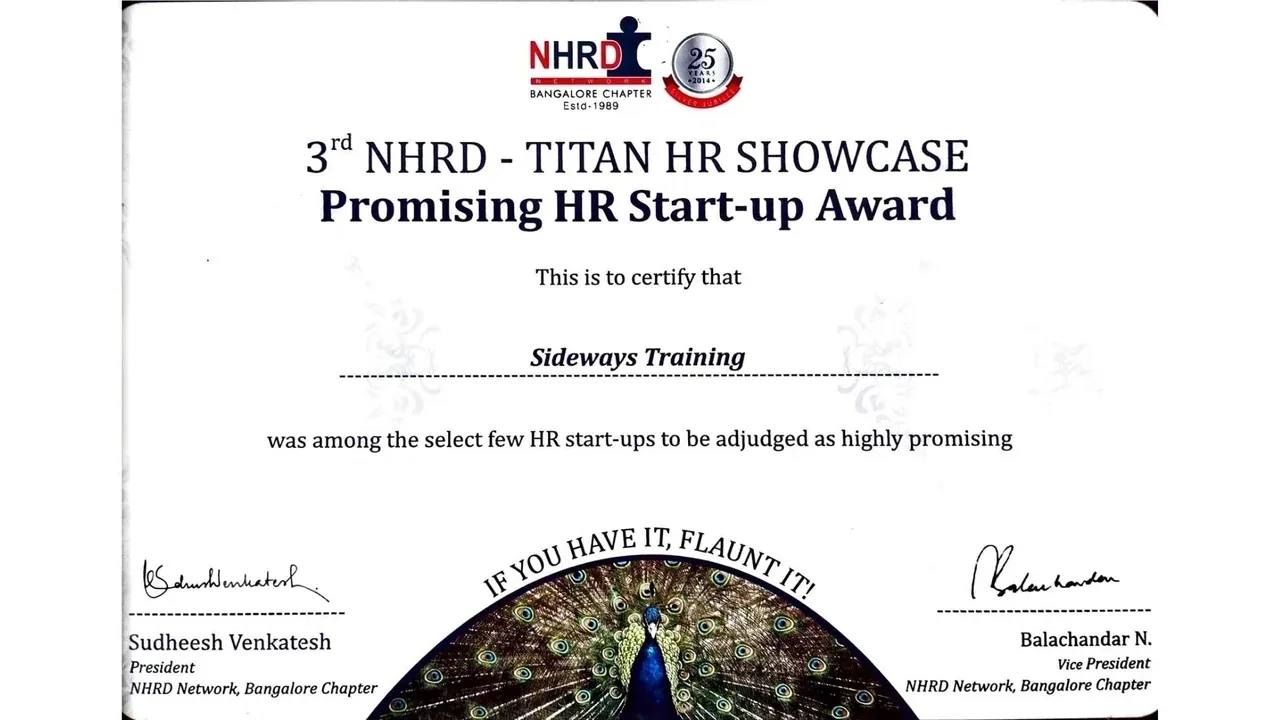 NHRD
NETWORK
BANGALORE CHAPTER
Estd-1989
25
YEARS
•2014•
SILVER JUBILEE
3rd NHRD - TITAN HR SHOWCASE
Promising HR Start-up Award
This is to certify that
Sideways Training
was among the select few HR start-ups to be adjudged as highly promising
IF YOU HAVE IT, FLAUNT IT!
Sudheesh Venkatesh
President
NHRD Network, Bangalore Chapter
Balachandar N.
Vice President
NHRD Network, Bangalore Chapter